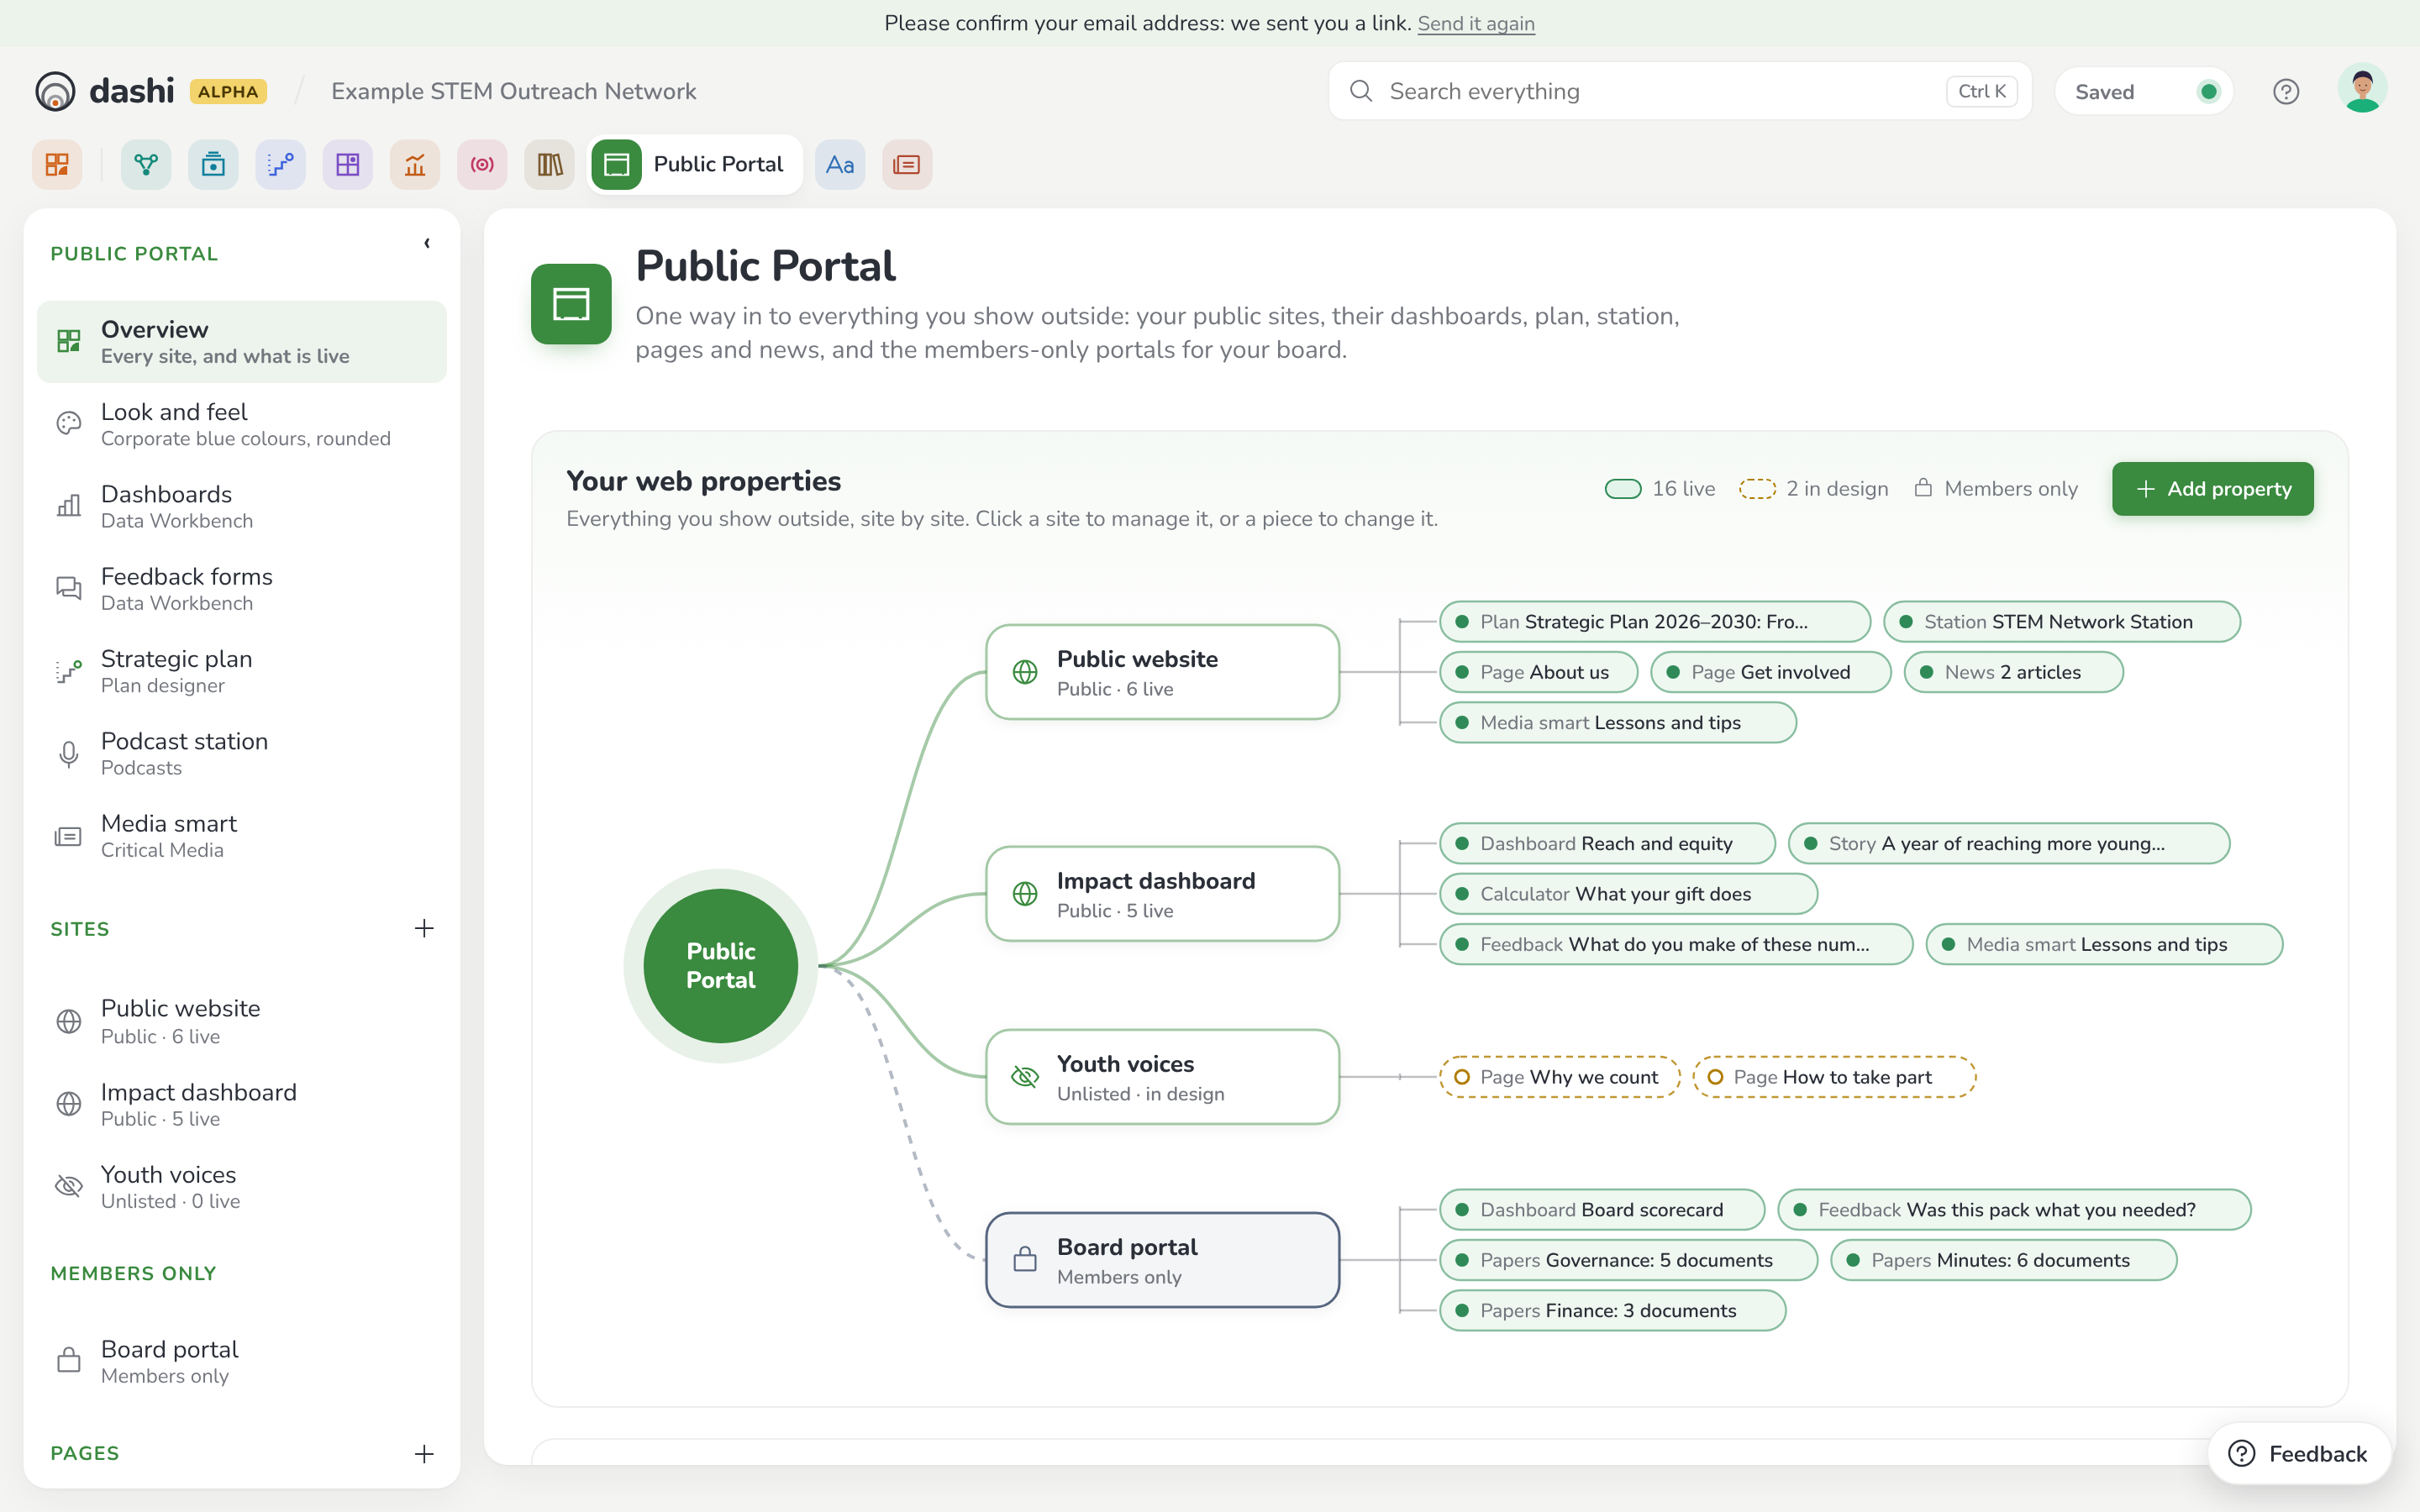 Please confirm your email address: we sent you a link. Send it again
dashi ALPHA / Example STEM Outreach Network
Search everything Ctrl K
Saved
Public Portal
Aa
PUBLIC PORTAL
Overview
Every site, and what is live
Look and feel
Corporate blue colours, rounded
Dashboards
Data Workbench
Feedback forms
Data Workbench
Strategic plan
Plan designer
Podcast station
Podcasts
Media smart
Critical Media
SITES
Public website
Public · 6 live
Impact dashboard
Public · 5 live
Youth voices
Unlisted · 0 live
MEMBERS ONLY
Board portal
Members only
PAGES
Public Portal
One way in to everything you show outside: your public sites, their dashboards, plan, station,
pages and news, and the members-only portals for your board.
Your web properties
Everything you show outside, site by site. Click a site to manage it, or a piece to change it.
16 live
2 in design
Members only
Add property
Public
Portal
Public website
Public · 6 live
Plan Strategic Plan 2026–2030: Fro...
Station STEM Network Station
Page About us
Page Get involved
News 2 articles
Media smart Lessons and tips
Impact dashboard
Public · 5 live
Dashboard Reach and equity
Story A year of reaching more young...
Calculator What your gift does
Feedback What do you make of these num...
Media smart Lessons and tips
Youth voices
Unlisted · in design
Page Why we count
Page How to take part
Board portal
Members only
Dashboard Board scorecard
Feedback Was this pack what you needed?
Papers Governance: 5 documents
Papers Minutes: 6 documents
Papers Finance: 3 documents
Feedback